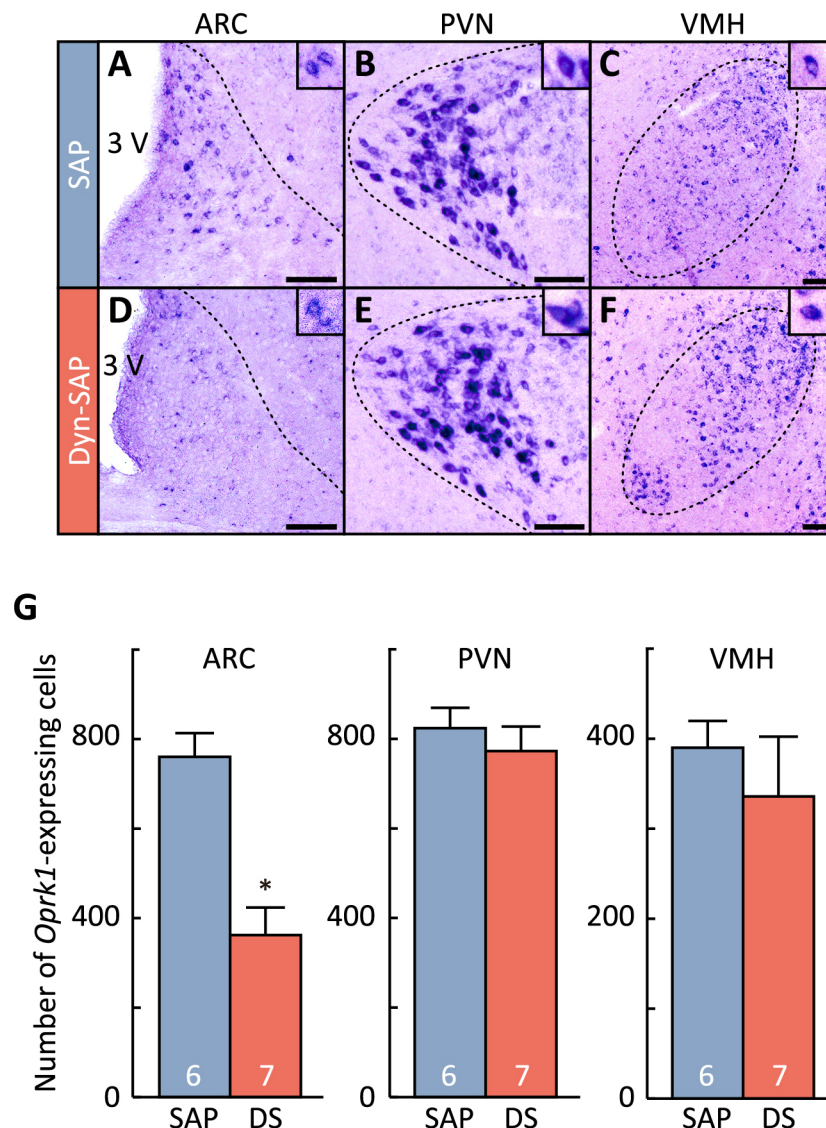 ARC PVN VMH
SAP
A B C
3 V
Dyn-SAP
D E F
3 V
G
Number of Oprk1-expressing cells
ARC PVN VMH
800 800 400
*
400 400 200
6 7 6 7 6 7
0 0 0
SAP DS SAP DS SAP DS